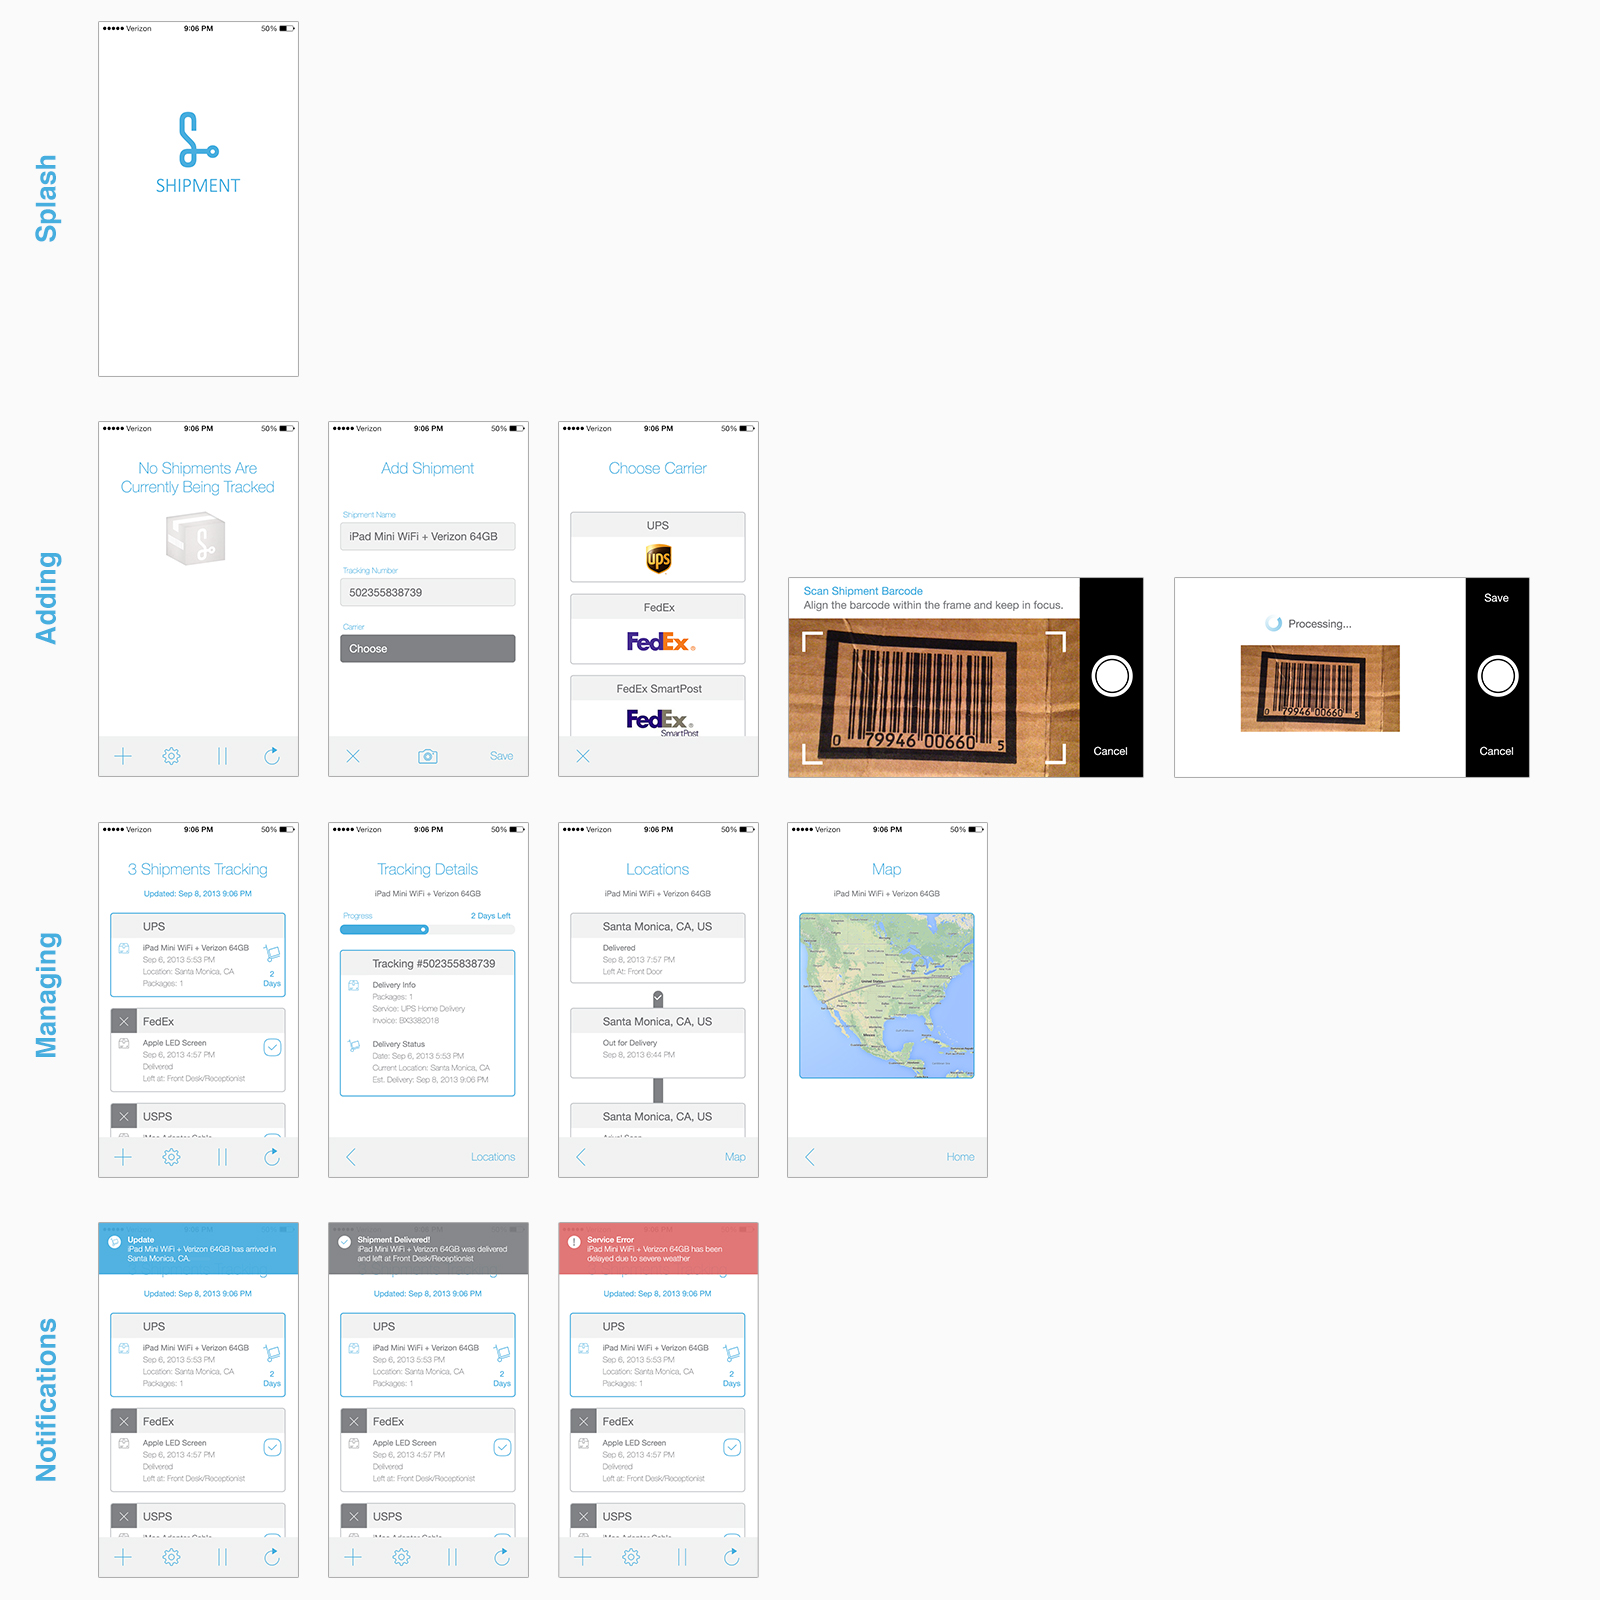 Splash
Verizon
9:06 PM
50%
SHIPMENT
Adding
Verizon
9:06 PM
50%
No Shipments Are
Currently Being Tracked
Verizon
9:06 PM
50%
Add Shipment
Shipment Name
iPad Mini WiFi + Verizon 64GB
Tracking Number
502355838739
Carrier
Choose
Save
Verizon
9:06 PM
50%
Choose Carrier
UPS
ups
FedEx
FedEx®
FedEx SmartPost
FedEx®
SmartPost
Scan Shipment Barcode
Align the barcode within the frame and keep in focus.
0 79946 00660 5
Cancel
Processing...
0 79946 00660 5
Save
Cancel
Managing
Verizon
9:06 PM
50%
3 Shipments Tracking
Updated: Sep 8, 2013 9:06 PM
UPS
iPad Mini WiFi + Verizon 64GB
Sep 6, 2013 5:53 PM
Location: Santa Monica, CA
Packages: 1
2
Days
FedEx
Apple LED Screen
Sep 6, 2013 4:57 PM
Delivered
Left at: Front Desk/Receptionist
USPS
Verizon
9:06 PM
50%
Tracking Details
iPad Mini WiFi + Verizon 64GB
Progress
2 Days Left
Tracking #502355838739
Delivery Info
Packages: 1
Service: UPS Home Delivery
Invoice: BX3382018
Delivery Status
Date: Sep 6, 2013 5:53 PM
Current Location: Santa Monica, CA
Est. Delivery: Sep 8, 2013 9:06 PM
Locations
Verizon
9:06 PM
50%
Locations
iPad Mini WiFi + Verizon 64GB
Santa Monica, CA, US
Delivered
Sep 8, 2013 7:57 PM
Left At: Front Door
Santa Monica, CA, US
Out for Delivery
Sep 8, 2013 6:44 PM
Santa Monica, CA, US
Map
Verizon
9:06 PM
50%
Map
iPad Mini WiFi + Verizon 64GB
United States
Mexico
Home
Notifications
Update
iPad Mini WiFi + Verizon 64GB has arrived in
Santa Monica, CA.
Updated: Sep 8, 2013 9:06 PM
UPS
iPad Mini WiFi + Verizon 64GB
Sep 6, 2013 5:53 PM
Location: Santa Monica, CA
Packages: 1
2
Days
FedEx
Apple LED Screen
Sep 6, 2013 4:57 PM
Delivered
Left at: Front Desk/Receptionist
USPS
Shipment Delivered!
iPad Mini WiFi + Verizon 64GB was delivered
and left at Front Desk/Receptionist
Updated: Sep 8, 2013 9:06 PM
UPS
iPad Mini WiFi + Verizon 64GB
Sep 6, 2013 5:53 PM
Location: Santa Monica, CA
Packages: 1
2
Days
FedEx
Apple LED Screen
Sep 6, 2013 4:57 PM
Delivered
Left at: Front Desk/Receptionist
USPS
Service Error
iPad Mini WiFi + Verizon 64GB has been
delayed due to severe weather
Updated: Sep 8, 2013 9:06 PM
UPS
iPad Mini WiFi + Verizon 64GB
Sep 6, 2013 5:53 PM
Location: Santa Monica, CA
Packages: 1
2
Days
FedEx
Apple LED Screen
Sep 6, 2013 4:57 PM
Delivered
Left at: Front Desk/Receptionist
USPS